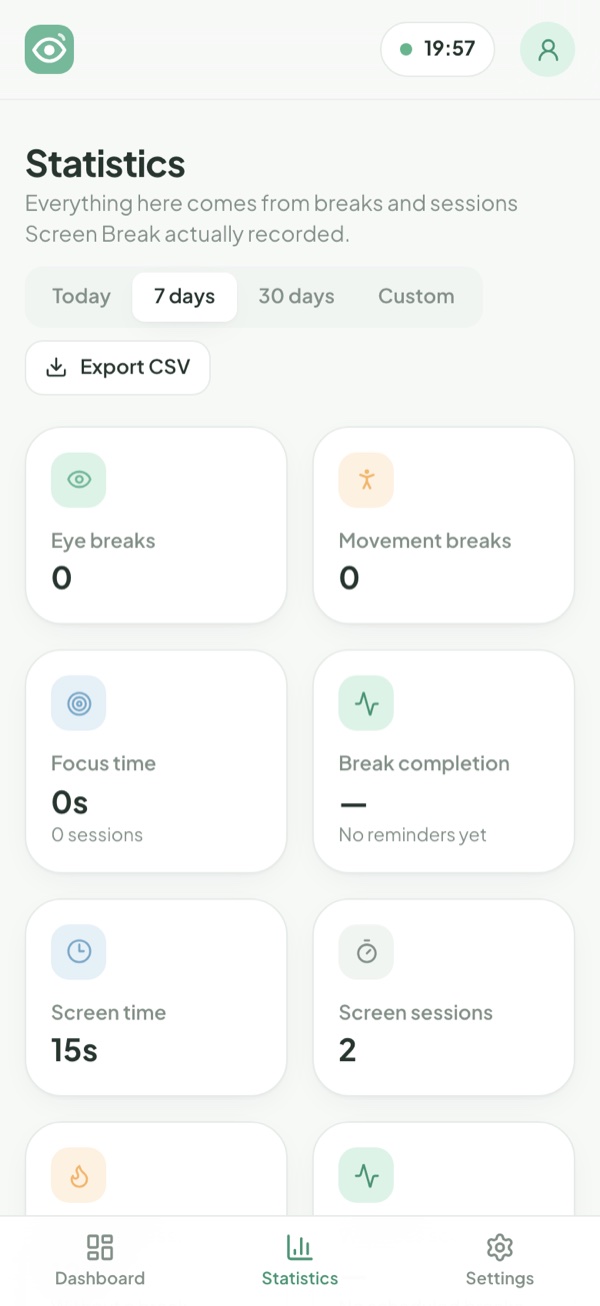 19:57
Statistics
Everything here comes from breaks and sessions
Screen Break actually recorded.
Today 7 days 30 days Custom
Export CSV
Eye breaks
0
Movement breaks
0
Focus time
0s
0 sessions
Break completion
—
No reminders yet
Screen time
15s
Screen sessions
2
Dashboard
Statistics
Settings